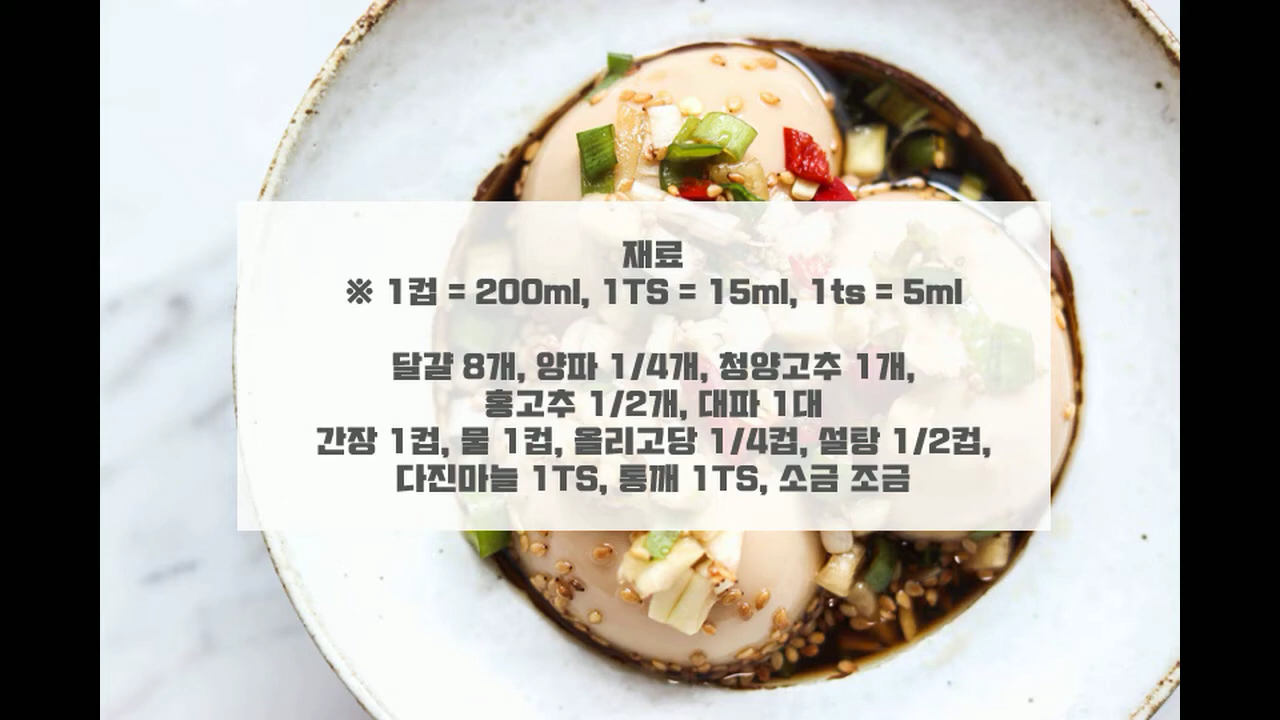 재료
※ 1컵 = 200ml, 1TS = 15ml, 1ts = 5ml
달걀 8개, 양파 1/4개, 청양고추 1개,
홍고추 1/2개, 대파 1대
간장 1컵, 물 1컵, 올리고당 1/4컵, 설탕 1/2컵,
다진마늘 1TS, 통깨 1TS, 소금 조금